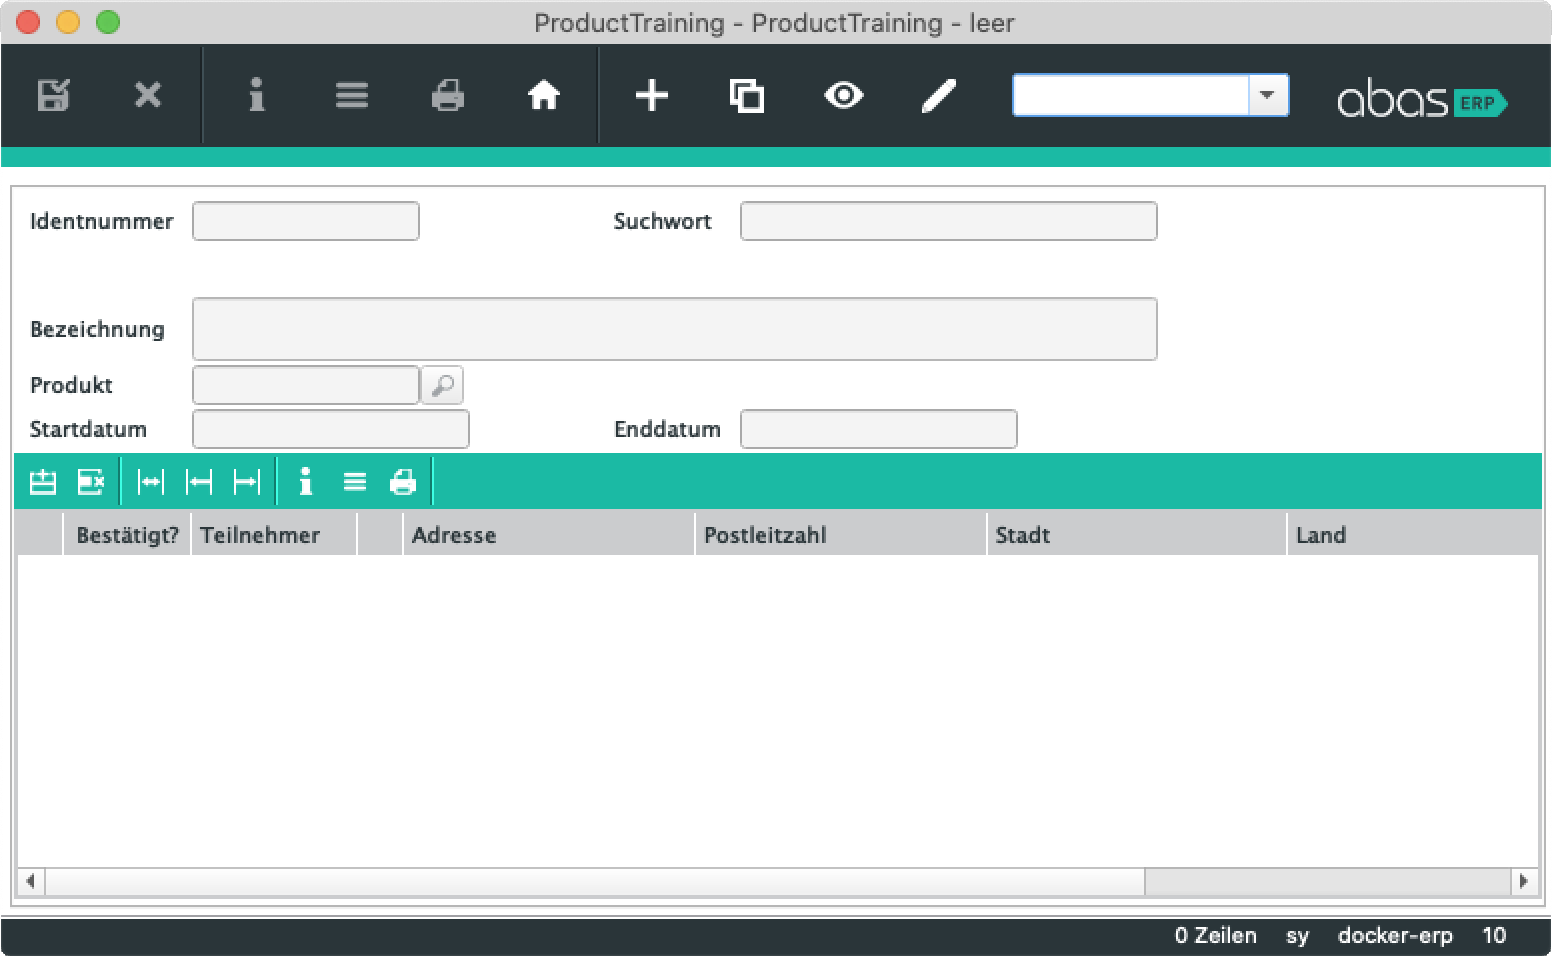 ProductTraining - ProductTraining - leer
abas ERP
Identnummer Suchwort
Bezeichnung
Produkt
Startdatum Enddatum
Bestätigt? Teilnehmer Adresse Postleitzahl Stadt Land
0 Zeilen sy docker-erp 10